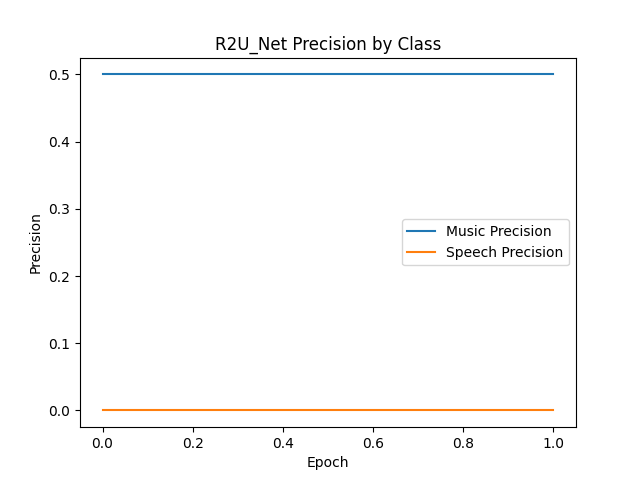 R2U_Net Precision by Class
Precision
0.5
0.4
0.3
0.2
0.1
0.0
Music Precision
Speech Precision
0.0 0.2 0.4 0.6 0.8 1.0
Epoch